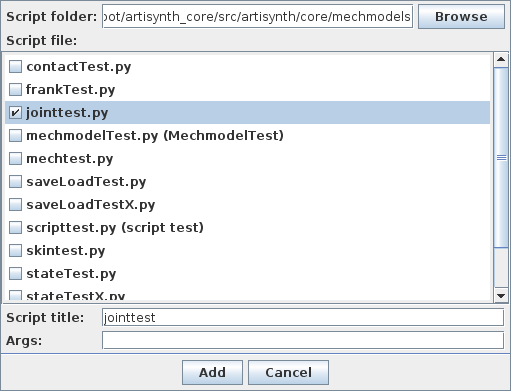 Script folder: oot/artisynth_core/src/artisynth/core/mechmodels Browse
Script file:
contactTest.py
frankTest.py
jointtest.py
mechmodelTest.py (MechmodelTest)
mechtest.py
saveLoadTest.py
saveLoadTestX.py
scripttest.py (script test)
skintest.py
stateTest.py
stateTestX.py
Script title: jointtest
Args:
Add Cancel